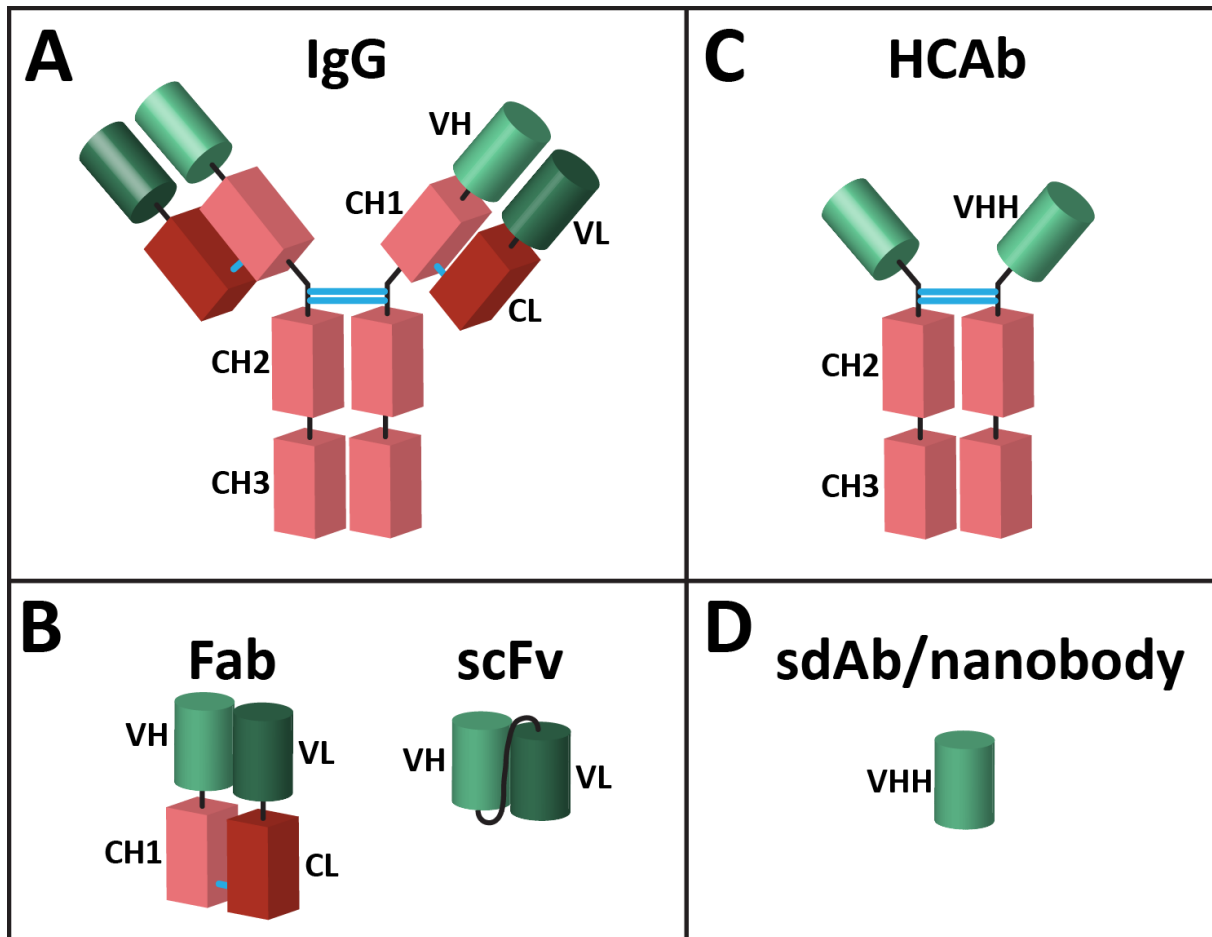 A
IgG
VH
CH1
VL
CL
CH2
CH3
C
HCAb
VHH
CH2
CH3
B
Fab
scFv
VH
VL
CH1
CL
VH
VL
D
sdAb/nanobody
VHH